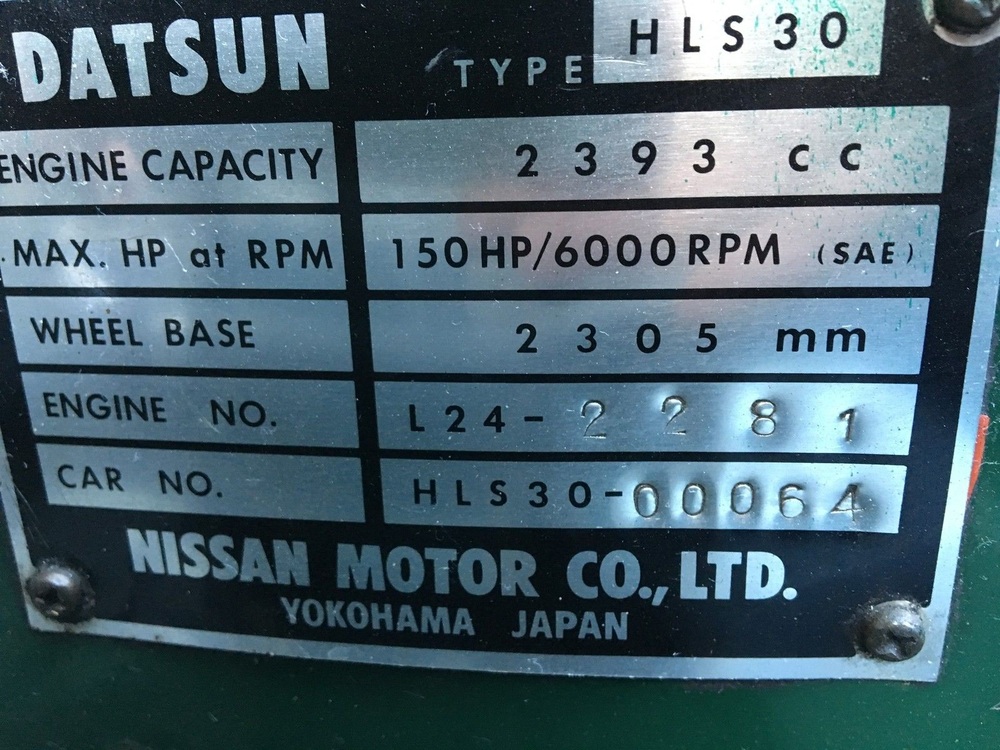 DATSUN TYPE HLS30
ENGINE CAPACITY 2393 cc
MAX. HP at RPM 150HP/6000RPM (SAE)
WHEEL BASE 2305 mm
ENGINE NO. L24-2281
CAR NO. HLS30-00064
NISSAN MOTOR CO., LTD.
YOKOHAMA JAPAN